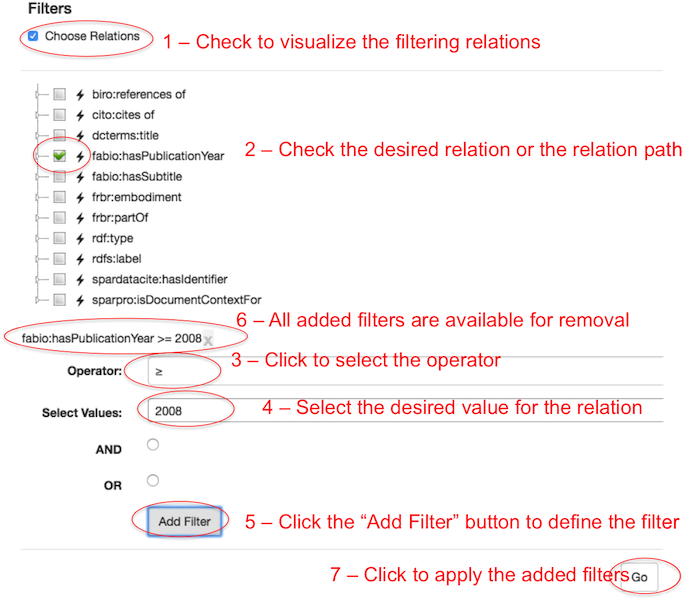 Filters
Choose Relations
1 – Check to visualize the filtering relations
biro:references of
cito:cites of
dcterms:title
fabio:hasPublicationYear
2 – Check the desired relation or the relation path
fabio:hasSubtitle
frbr:embodiment
frbr:partOf
rdf:type
rdfs:label
spardatacite:hasIdentifier
sparpro:isDocumentContextFor
6 – All added filters are available for removal
fabio:hasPublicationYear >= 2008 x
3 – Click to select the operator
Operator: ≥
Select Values: 2008
4 – Select the desired value for the relation
AND
OR
Add Filter
5 – Click the “Add Filter” button to define the filter
7 – Click to apply the added filters
Go